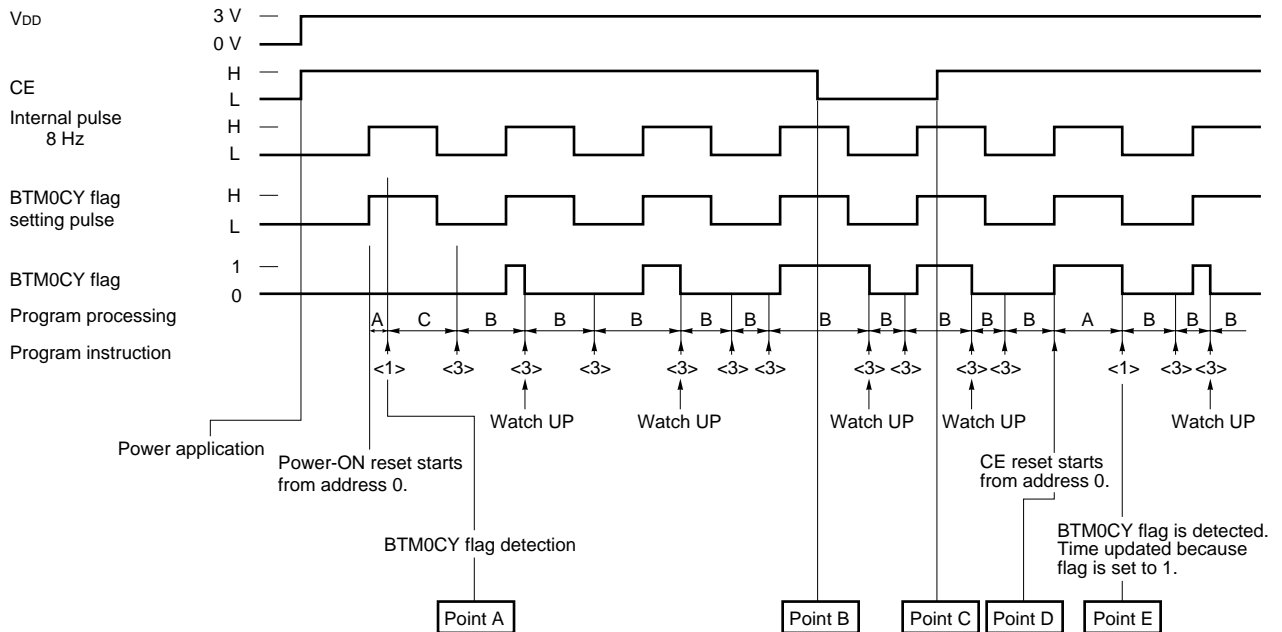 VDD
3 V
0 V
CE
H
L
Internal pulse
8 Hz
H
L
BTM0CY flag
setting pulse
H
L
BTM0CY flag
1
0
Program processing
A C B B B B B B B B B B A B B B
Program instruction
<1> <3> <3> <3> <3> <3> <3> <3> <3> <3> <3> <1> <3> <3>
Watch UP Watch UP Watch UP Watch UP Watch UP
Power application
Power-ON reset starts
from address 0.
CE reset starts
from address 0.
BTM0CY flag detection
BTM0CY flag is detected.
Time updated because
flag is set to 1.
Point A Point B Point C Point D Point E